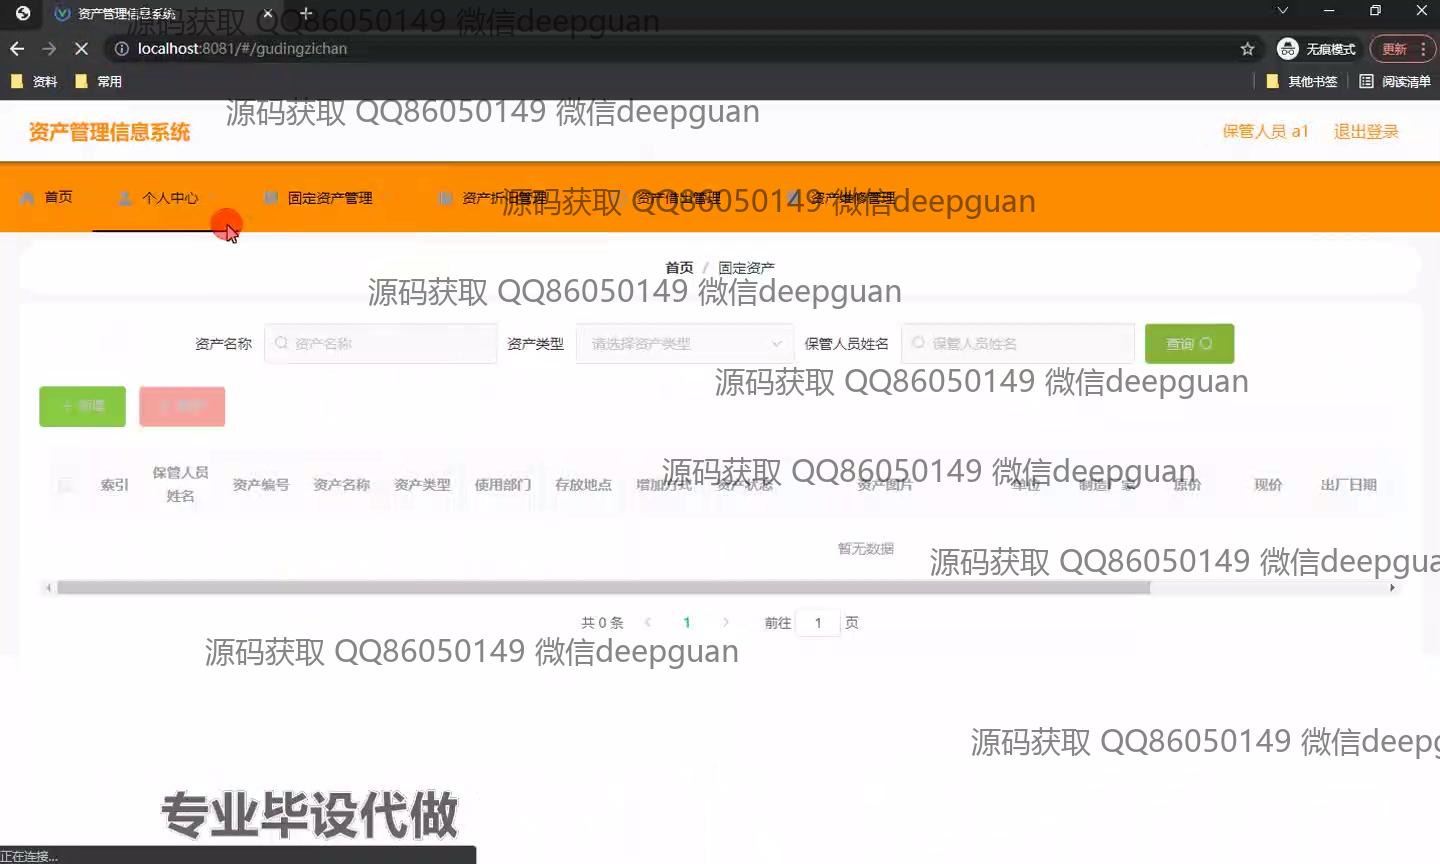 资产管理信息系统
源码获取 QQ86050149 微信deepguan
localhost:8081/#/gudingzichan
无痕模式
更新
资料
常用
其他书签
阅读清单
源码获取 QQ86050149 微信deepguan
资产管理信息系统
保管人员 a1
退出登录
首页
个人中心
固定资产管理
资产折旧管理
资产借出管理
资产维修管理
源码获取 QQ86050149 微信deepguan
首页 / 固定资产
源码获取 QQ86050149 微信deepguan
资产名称
资产名称
资产类型
请选择资产类型
保管人员姓名
保管人员姓名
查询
源码获取 QQ86050149 微信deepguan
+ 新增
源码获取 QQ86050149 微信deepguan
索引
保管人员
姓名
资产编号
资产名称
资产类型
使用部门
存放地点
增加方式
资产状态
资产图片
单位
制造厂家
原价
现价
出厂日期
暂无数据
源码获取 QQ86050149 微信deepgua
共 0 条
1
前往 1 页
源码获取 QQ86050149 微信deepguan
源码获取 QQ86050149 微信deepg
专业毕设代做
正在连接...